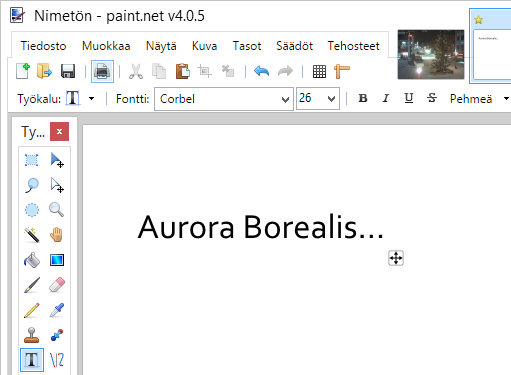 Nimetön - paint.net v4.0.5
Tiedosto Muokkaa Näytä Kuva Tasot Säädöt Tehosteet
Työkalu: T Fontti: Corbel 26 B I U S Pehmeä
Ty... x
Aurora Borealis...
T